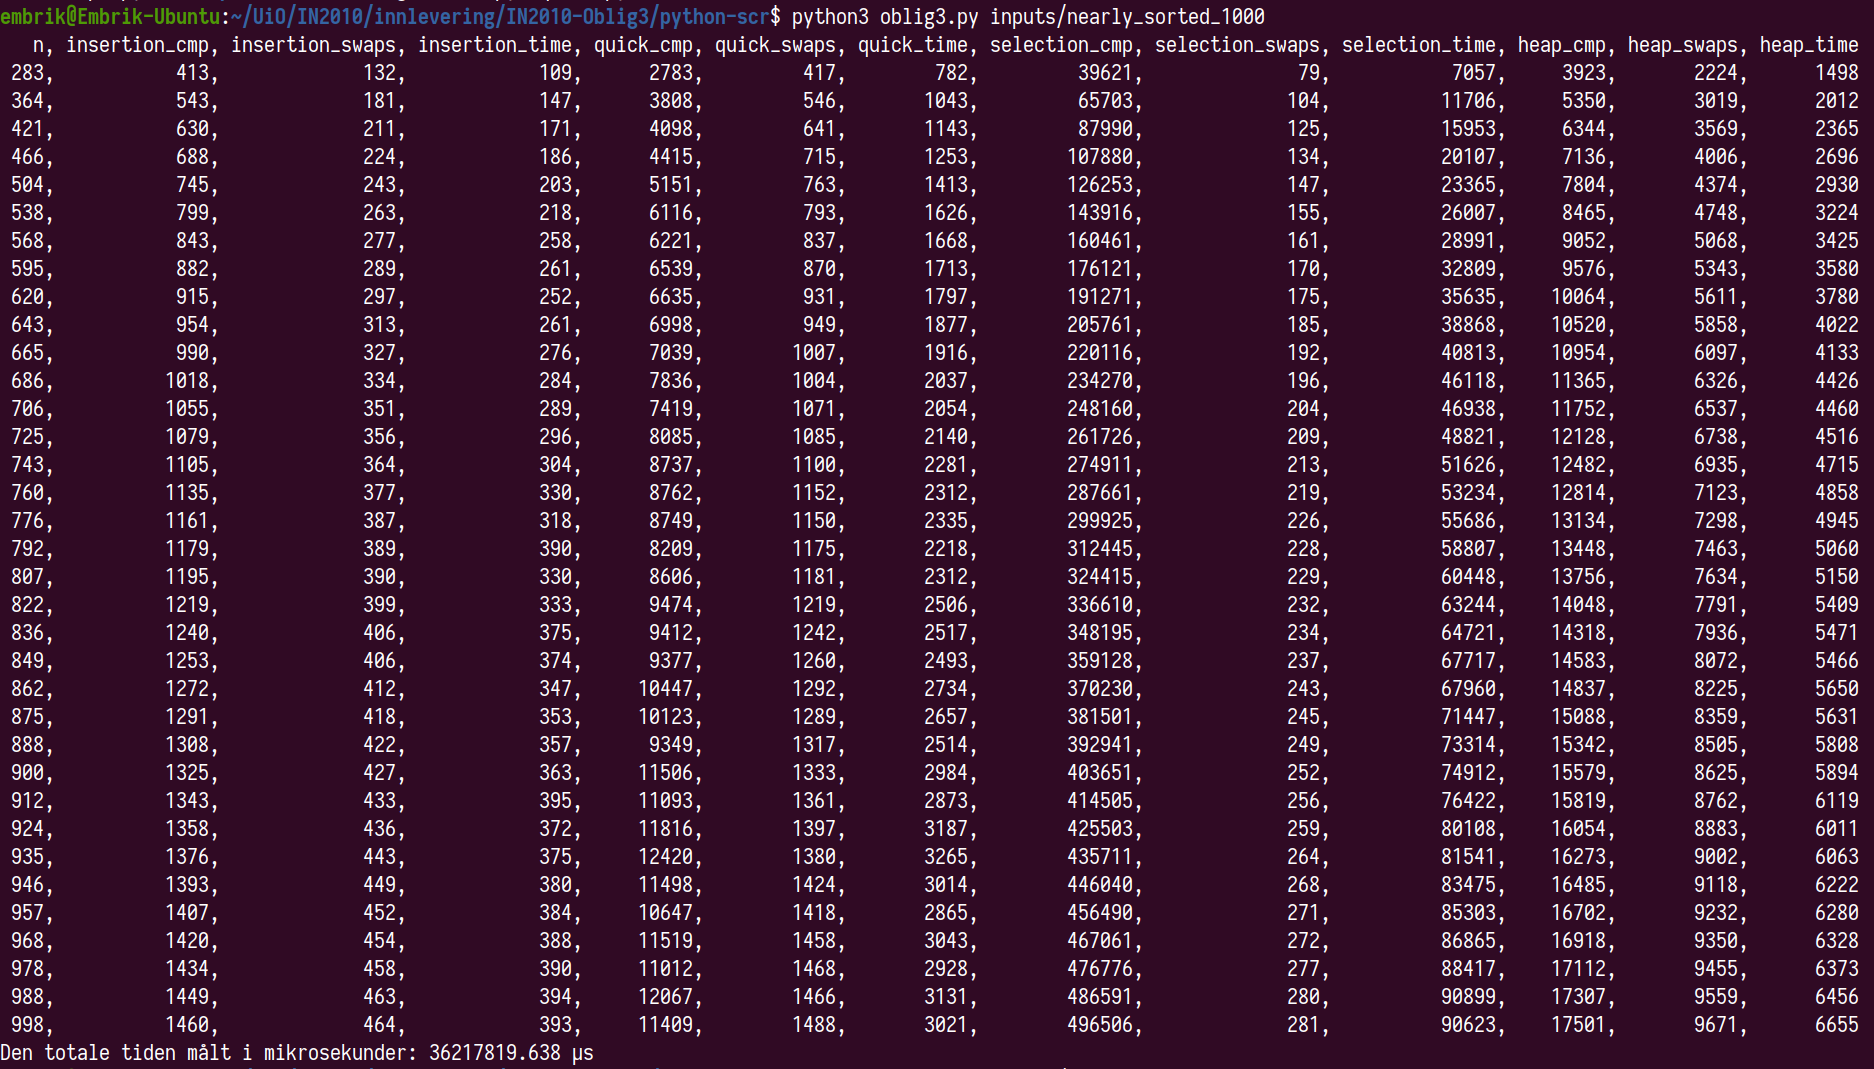 embrik@Embrik-Ubuntu:~/UiO/IN2010/innlevering/IN2010-Oblig3/python-scr$ python3 oblig3.py inputs/nearly_sorted_1000
n, insertion_cmp, insertion_swaps, insertion_time, quick_cmp, quick_swaps, quick_time, selection_cmp, selection_swaps, selection_time, heap_cmp, heap_swaps, heap_time
283, 413, 132, 109, 2783, 417, 782, 39621, 79, 7057, 3923, 2224, 1498
364, 543, 181, 147, 3808, 546, 1043, 65703, 104, 11706, 5350, 3019, 2012
421, 630, 211, 171, 4098, 641, 1143, 87990, 125, 15953, 6344, 3569, 2365
466, 688, 224, 186, 4415, 715, 1253, 107880, 134, 20107, 7136, 4006, 2696
504, 745, 243, 203, 5151, 763, 1413, 126253, 147, 23365, 7804, 4374, 2930
538, 799, 263, 218, 6116, 793, 1626, 143916, 155, 26007, 8465, 4748, 3224
568, 843, 277, 258, 6221, 837, 1668, 160461, 161, 28991, 9052, 5068, 3425
595, 882, 289, 261, 6539, 870, 1713, 176121, 170, 32809, 9576, 5343, 3580
620, 915, 297, 252, 6635, 931, 1797, 191271, 175, 35635, 10064, 5611, 3780
643, 954, 313, 261, 6998, 949, 1877, 205761, 185, 38868, 10520, 5858, 4022
665, 990, 327, 276, 7039, 1007, 1916, 220116, 192, 40813, 10954, 6097, 4133
686, 1018, 334, 284, 7836, 1004, 2037, 234270, 196, 46118, 11365, 6326, 4426
706, 1055, 351, 289, 7419, 1071, 2054, 248160, 204, 46938, 11752, 6537, 4460
725, 1079, 356, 296, 8085, 1085, 2140, 261726, 209, 48821, 12128, 6738, 4516
743, 1105, 364, 304, 8737, 1100, 2281, 274911, 213, 51626, 12482, 6935, 4715
760, 1135, 377, 330, 8762, 1152, 2312, 287661, 219, 53234, 12814, 7123, 4858
776, 1161, 387, 318, 8749, 1150, 2335, 299925, 226, 55686, 13134, 7298, 4945
792, 1179, 389, 390, 8209, 1175, 2218, 312445, 228, 58807, 13448, 7463, 5060
807, 1195, 390, 330, 8606, 1181, 2312, 324415, 229, 60448, 13756, 7634, 5150
822, 1219, 399, 333, 9474, 1219, 2506, 336610, 232, 63244, 14048, 7791, 5409
836, 1240, 406, 375, 9412, 1242, 2517, 348195, 234, 64721, 14318, 7936, 5471
849, 1253, 406, 374, 9377, 1260, 2493, 359128, 237, 67717, 14583, 8072, 5466
862, 1272, 412, 347, 10447, 1292, 2734, 370230, 243, 67960, 14837, 8225, 5650
875, 1291, 418, 353, 10123, 1289, 2657, 381501, 245, 71447, 15088, 8359, 5631
888, 1308, 422, 357, 9349, 1317, 2514, 392941, 249, 73314, 15342, 8505, 5808
900, 1325, 427, 363, 11506, 1333, 2984, 403651, 252, 74912, 15579, 8625, 5894
912, 1343, 433, 395, 11093, 1361, 2873, 414505, 256, 76422, 15819, 8762, 6119
924, 1358, 436, 372, 11816, 1397, 3187, 425503, 259, 80108, 16054, 8883, 6011
935, 1376, 443, 375, 12420, 1380, 3265, 435711, 264, 81541, 16273, 9002, 6063
946, 1393, 449, 380, 11498, 1424, 3014, 446040, 268, 83475, 16485, 9118, 6222
957, 1407, 452, 384, 10647, 1418, 2865, 456490, 271, 85303, 16702, 9232, 6280
968, 1420, 454, 388, 11519, 1458, 3043, 467061, 272, 86865, 16918, 9350, 6328
978, 1434, 458, 390, 11012, 1468, 2928, 476776, 277, 88417, 17112, 9455, 6373
988, 1449, 463, 394, 12067, 1466, 3131, 486591, 280, 90899, 17307, 9559, 6456
998, 1460, 464, 393, 11409, 1488, 3021, 496506, 281, 90623, 17501, 9671, 6655
Den totale tiden målt i mikrosekunder: 36217819.638 µs